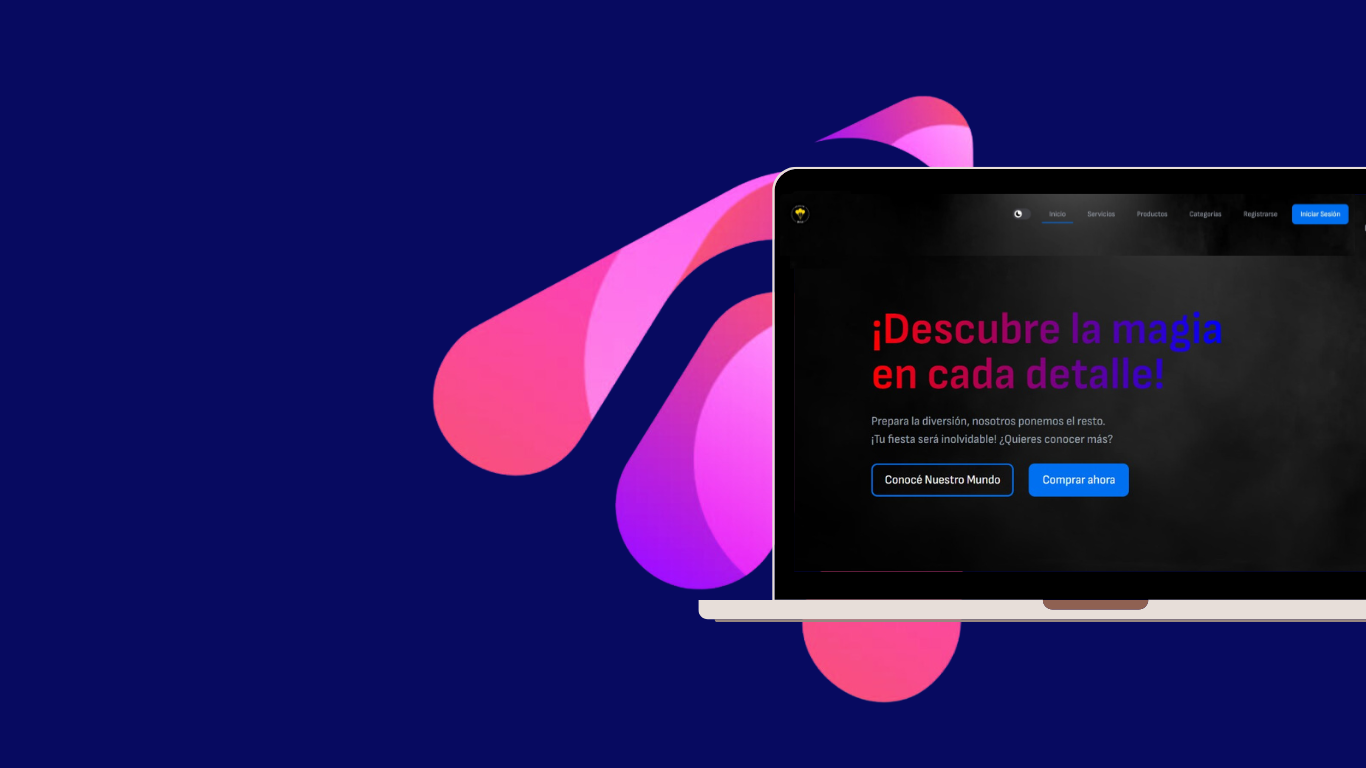 Inicio
Servicios
Productos
Categorías
Registrarse
Iniciar Sesión
¡Descubre la magia
en cada detalle!
Prepara la diversión, nosotros ponemos el resto.
¡Tu fiesta será inolvidable! ¿Quieres conocer más?
Conocé Nuestro Mundo
Comprar ahora